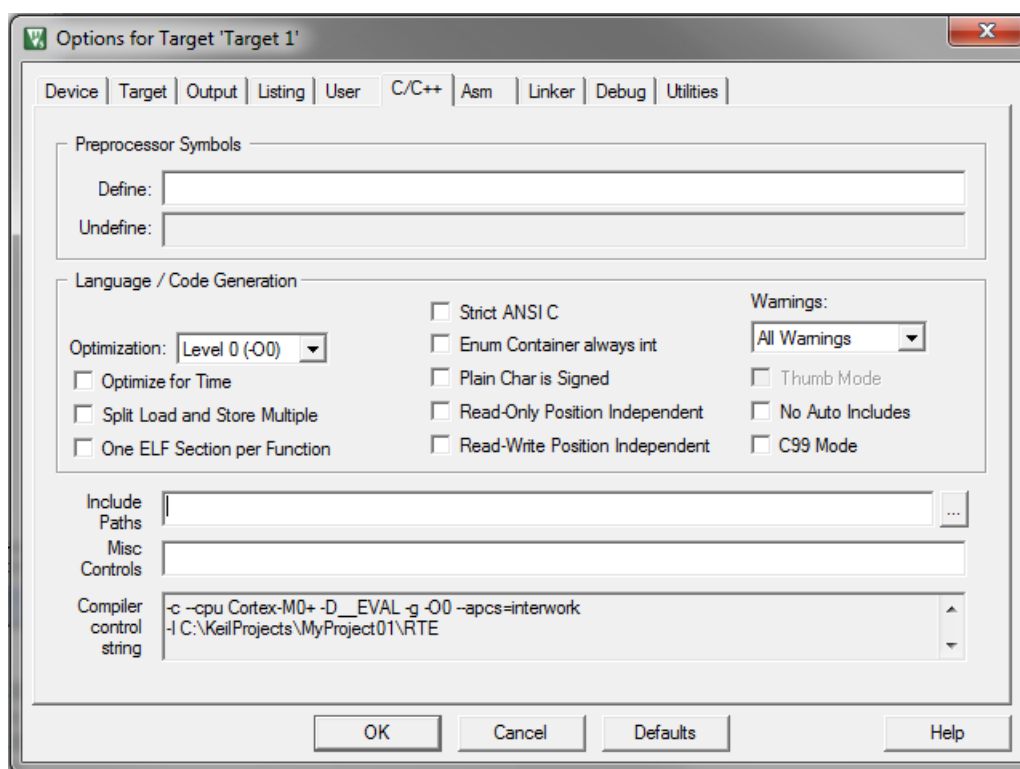 Options for Target 'Target 1'
Device Target Output Listing User C/C++ Asm Linker Debug Utilities
Preprocessor Symbols
Define:
Undefine:
Language / Code Generation
Optimization: Level 0 (-O0)
Optimize for Time
Split Load and Store Multiple
One ELF Section per Function
Strict ANSI C
Enum Container always int
Plain Char is Signed
Read-Only Position Independent
Read-Write Position Independent
Warnings:
All Warnings
Thumb Mode
No Auto Includes
C99 Mode
Include
Paths
...
Misc
Controls
Compiler
control
string
-c --cpu Cortex-M0+ -D__EVAL -g -O0 --apcs=interwork
-I C:\KeilProjects\MyProject01\RTE
OK Cancel Defaults Help